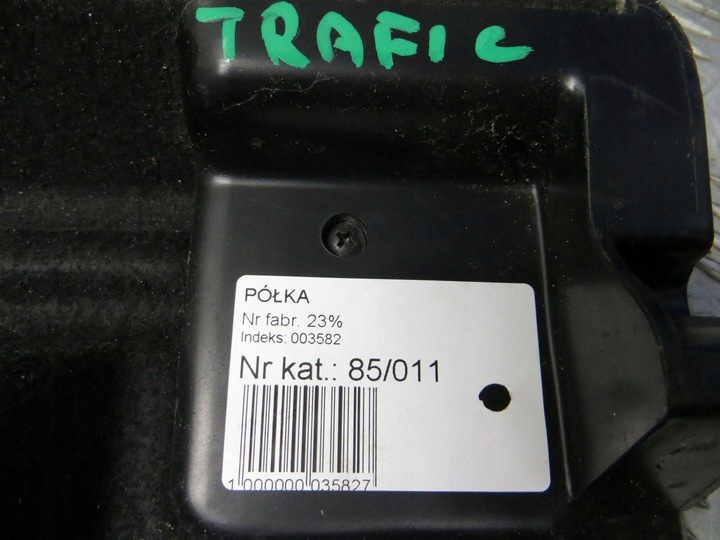 TRAFIC
PÓŁKA
Nr fabr. 23%
Indeks: 003582
Nr kat.: 85/011
1 000000 035827